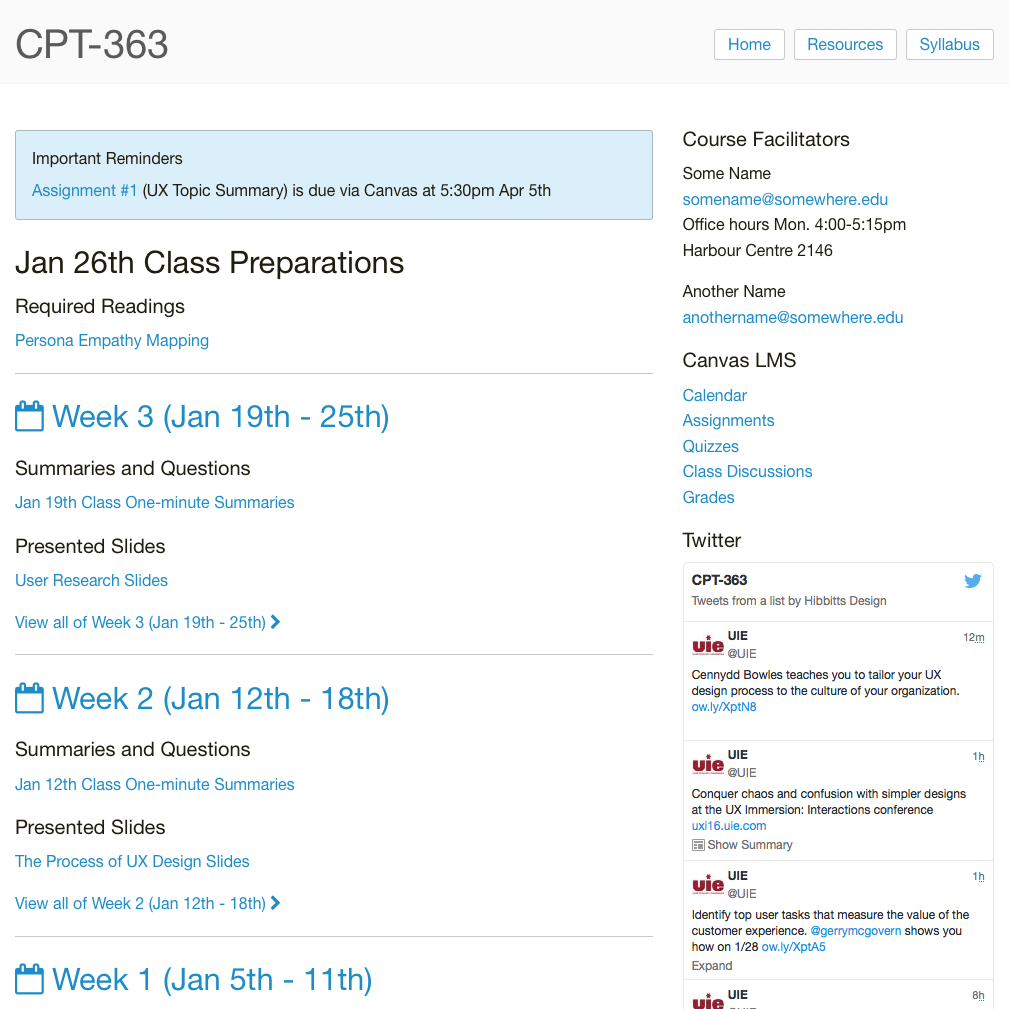 CPT-363
Home
Resources
Syllabus
Important Reminders
Assignment #1 (UX Topic Summary) is due via Canvas at 5:30pm Apr 5th
Jan 26th Class Preparations
Required Readings
Persona Empathy Mapping
Week 3 (Jan 19th - 25th)
Summaries and Questions
Jan 19th Class One-minute Summaries
Presented Slides
User Research Slides
View all of Week 3 (Jan 19th - 25th)
Week 2 (Jan 12th - 18th)
Summaries and Questions
Jan 12th Class One-minute Summaries
Presented Slides
The Process of UX Design Slides
View all of Week 2 (Jan 12th - 18th)
Week 1 (Jan 5th - 11th)
Course Facilitators
Some Name
somename@somewhere.edu
Office hours Mon. 4:00-5:15pm
Harbour Centre 2146
Another Name
anothername@somewhere.edu
Canvas LMS
Calendar
Assignments
Quizzes
Class Discussions
Grades
Twitter
CPT-363
Tweets from a list by Hibbitts Design
uie
UIE
12m
@UIE
Cennydd Bowles teaches you to tailor your UX
design process to the culture of your organization.
ow.ly/XptN8
uie
UIE
1h
@UIE
Conquer chaos and confusion with simpler designs
at the UX Immersion: Interactions conference
uxi16.uie.com
Show Summary
uie
UIE
1h
@UIE
Identify top user tasks that measure the value of the
customer experience. @gerrymcgovern shows you
how on 1/28 ow.ly/XptA5
Expand
uie
UIE
8h